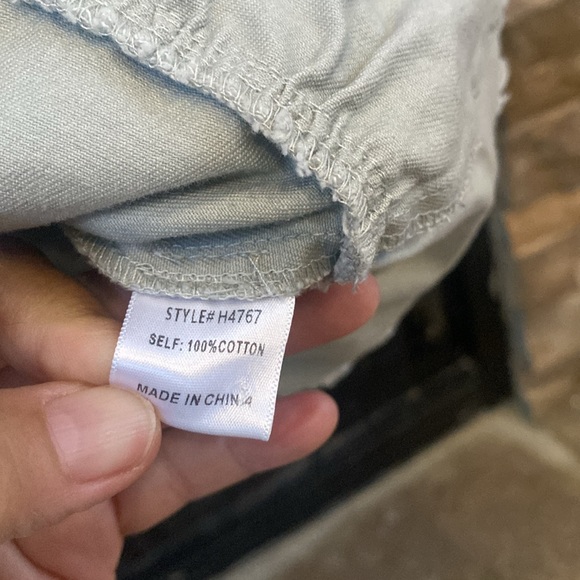 STYLE# H4767
SELF: 100%COTTON
MADE IN CHINA